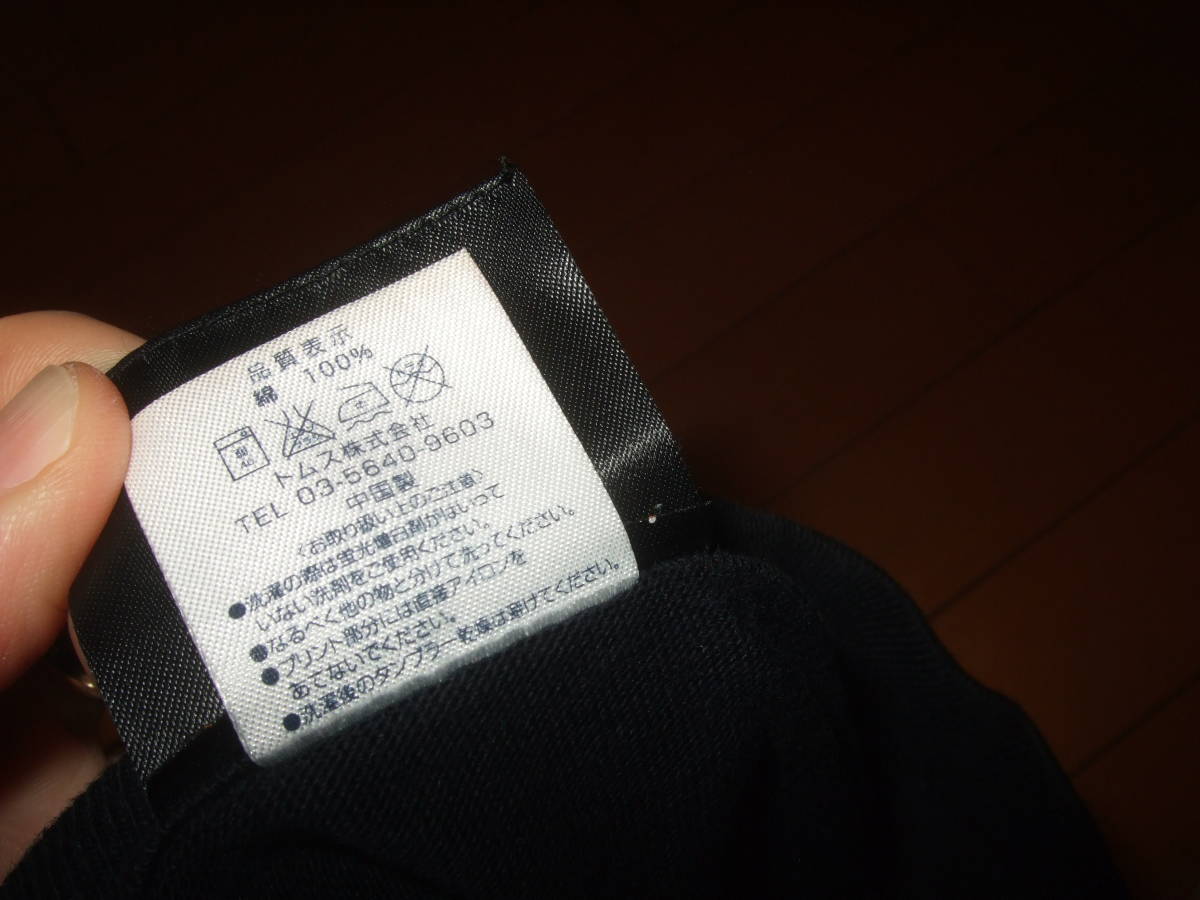 品質表示
綿 100%
40
トムス株式会社
TEL 03-5640-9603
中国製
〈お取り扱い上のご注意〉
●洗濯の際は蛍光増白剤がはいって
いない洗剤をご使用ください。
●なるべく他の物と分けて洗ってください。
●プリント部分には直接アイロンを
あてないでください。
●洗濯後のタンブラー乾燥は避けてください。